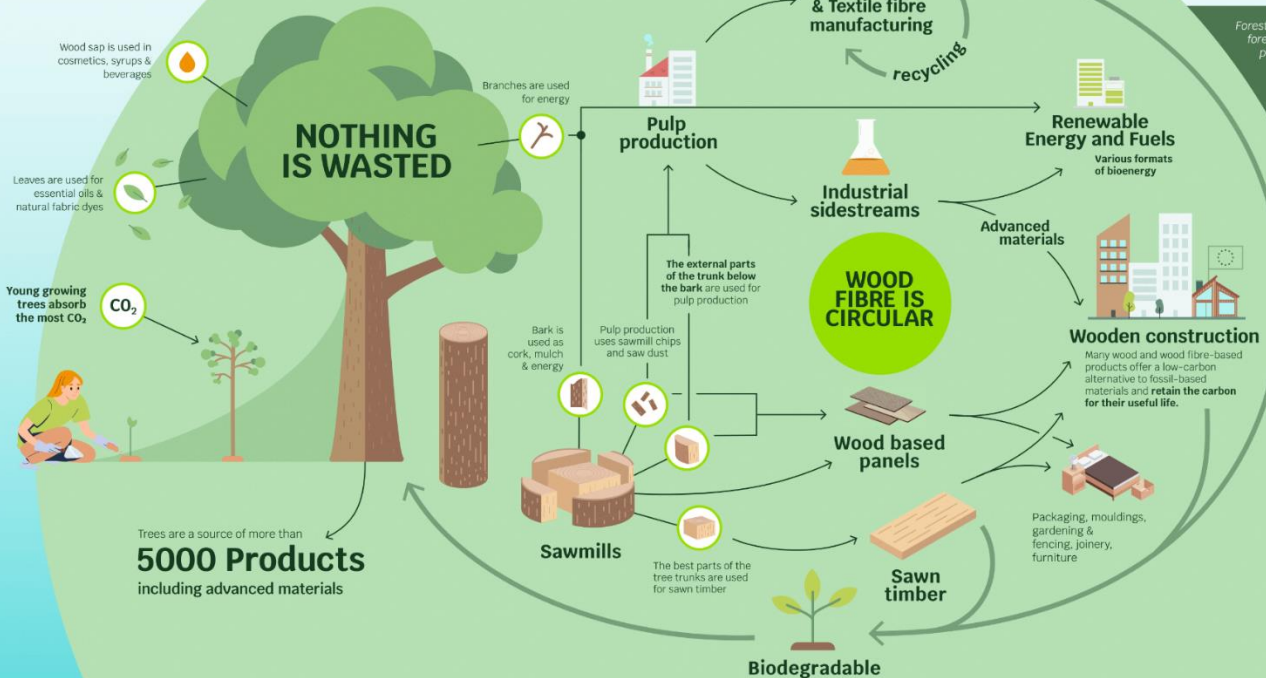 Wood sap is used in
cosmetics, syrups &
beverages
Leaves are used for
essential oils &
natural fabric dyes
Young growing
trees absorb
the most CO₂
CO₂
NOTHING
IS WASTED
Branches are used
for energy
Trees are a source of more than
5000 Products
including advanced materials
& Textile fibre
manufacturing
recycling
Pulp
production
Industrial
sidestreams
Renewable
Energy and Fuels
Various formats
of bioenergy
Advanced
materials
The external parts
of the trunk below
the bark are used for
pulp production
WOOD
FIBRE IS
CIRCULAR
Bark is
used as
cork, mulch
& energy
Pulp production
uses sawmill chips
and saw dust
Wooden construction
Many wood and wood fibre-based
products offer a low-carbon
alternative to fossil-based
materials and retain the carbon
for their useful life.
Wood based
panels
Sawmills
The best parts of the
tree trunks are used
for sawn timber
Sawn
timber
Packaging, mouldings,
gardening &
fencing, joinery,
furniture
Biodegradable